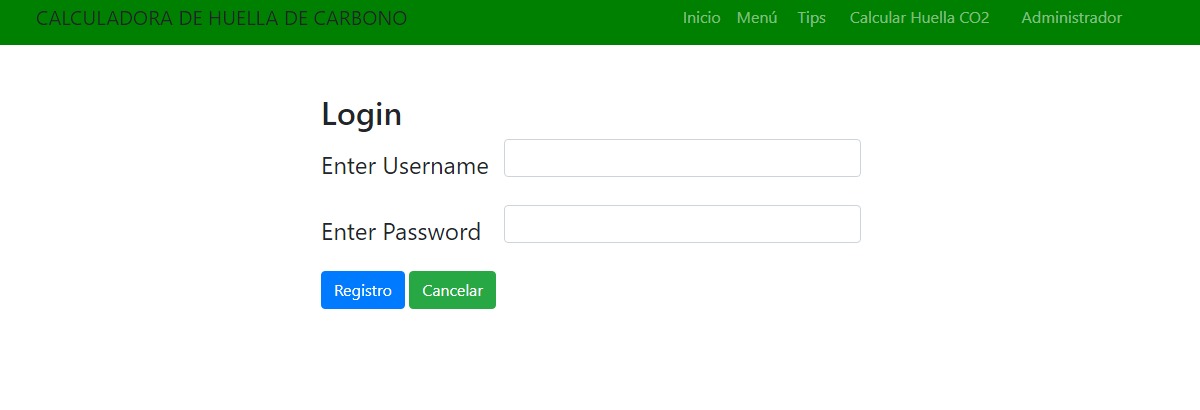 CALCULADORA DE HUELLA DE CARBONO Inicio Menú Tips Calcular Huella CO2 Administrador
Login
Enter Username
Enter Password
Registro Cancelar